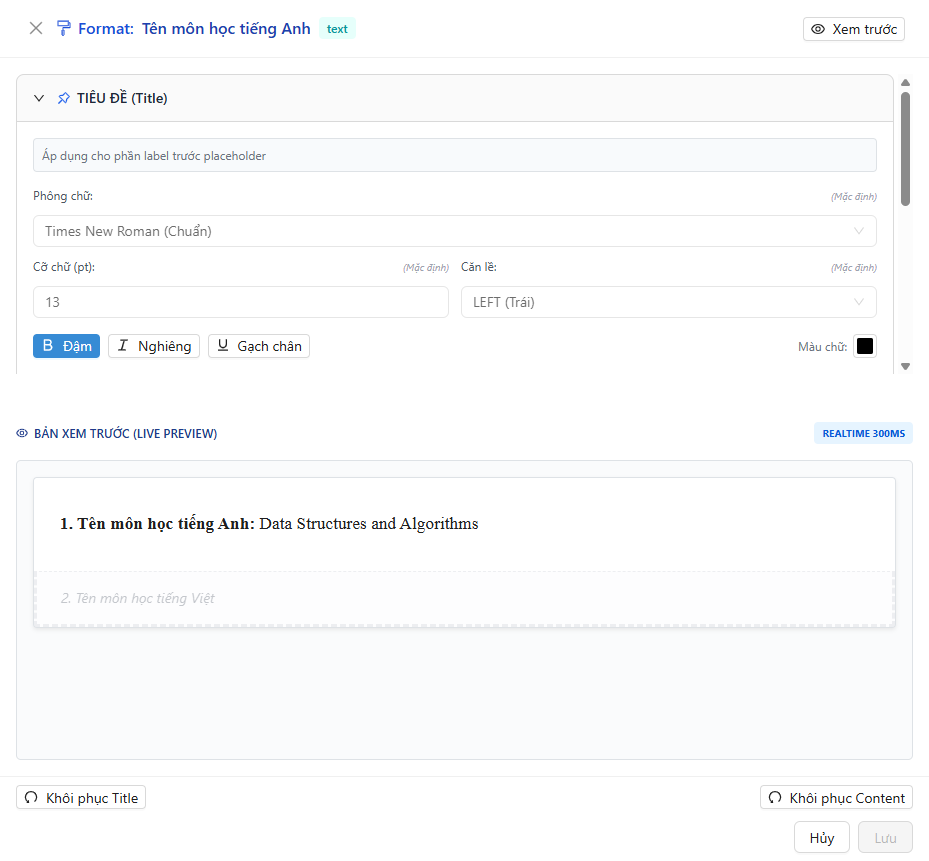 Format: Tên môn học tiếng Anh text
Xem trước
TIÊU ĐỀ (Title)
Áp dụng cho phần label trước placeholder
Phông chữ: (Mặc định)
Times New Roman (Chuẩn)
Cỡ chữ (pt): (Mặc định) Căn lề: (Mặc định)
13 LEFT (Trái)
B Đậm I Nghiêng U Gạch chân Màu chữ:
BẢN XEM TRƯỚC (LIVE PREVIEW) REALTIME 300MS
1. Tên môn học tiếng Anh: Data Structures and Algorithms
2. Tên môn học tiếng Việt
Khôi phục Title Khôi phục Content
Hủy Lưu